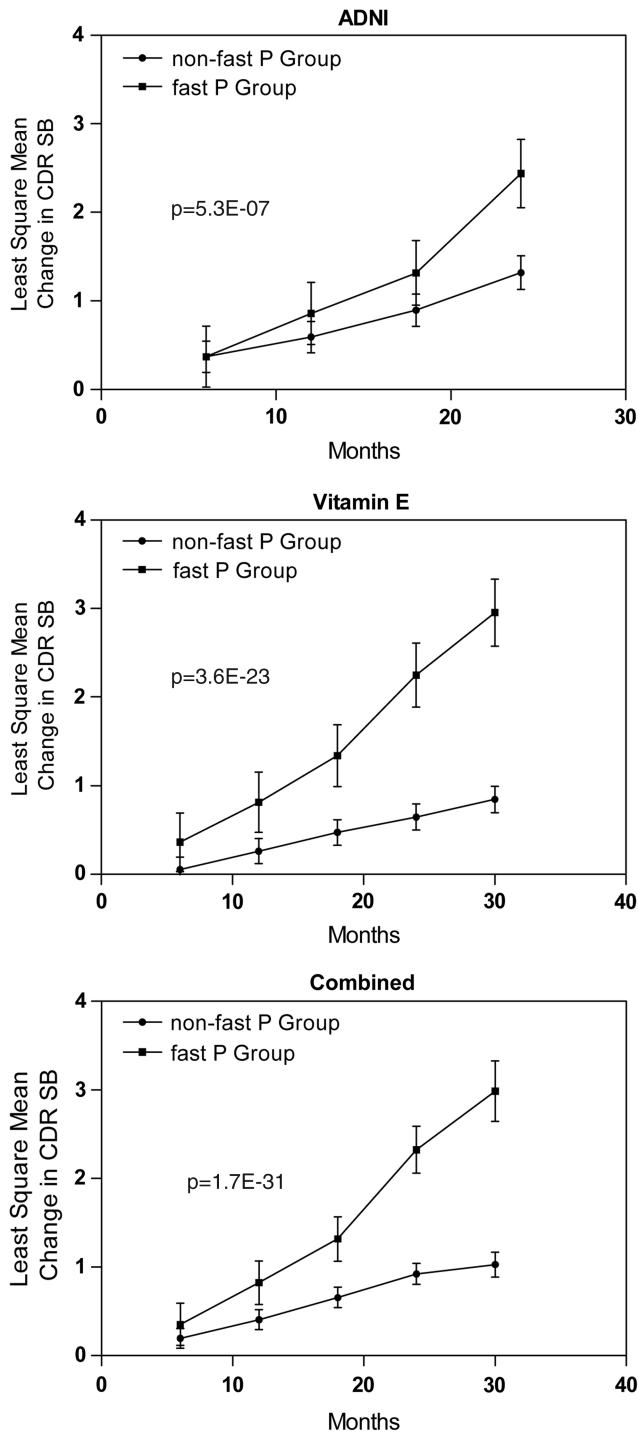 ADNI
4
non-fast P Group
fast P Group
3
Least Square Mean
Change in CDR SB
p=5.3E-07
2
1
0
0 10 20 30
Months
Vitamin E
4
non-fast P Group
fast P Group
3
Least Square Mean
Change in CDR SB
p=3.6E-23
2
1
0
0 10 20 30 40
Months
Combined
4
non-fast P Group
fast P Group
3
Least Square Mean
Change in CDR SB
2
p=1.7E-31
1
0
0 10 20 30 40
Months